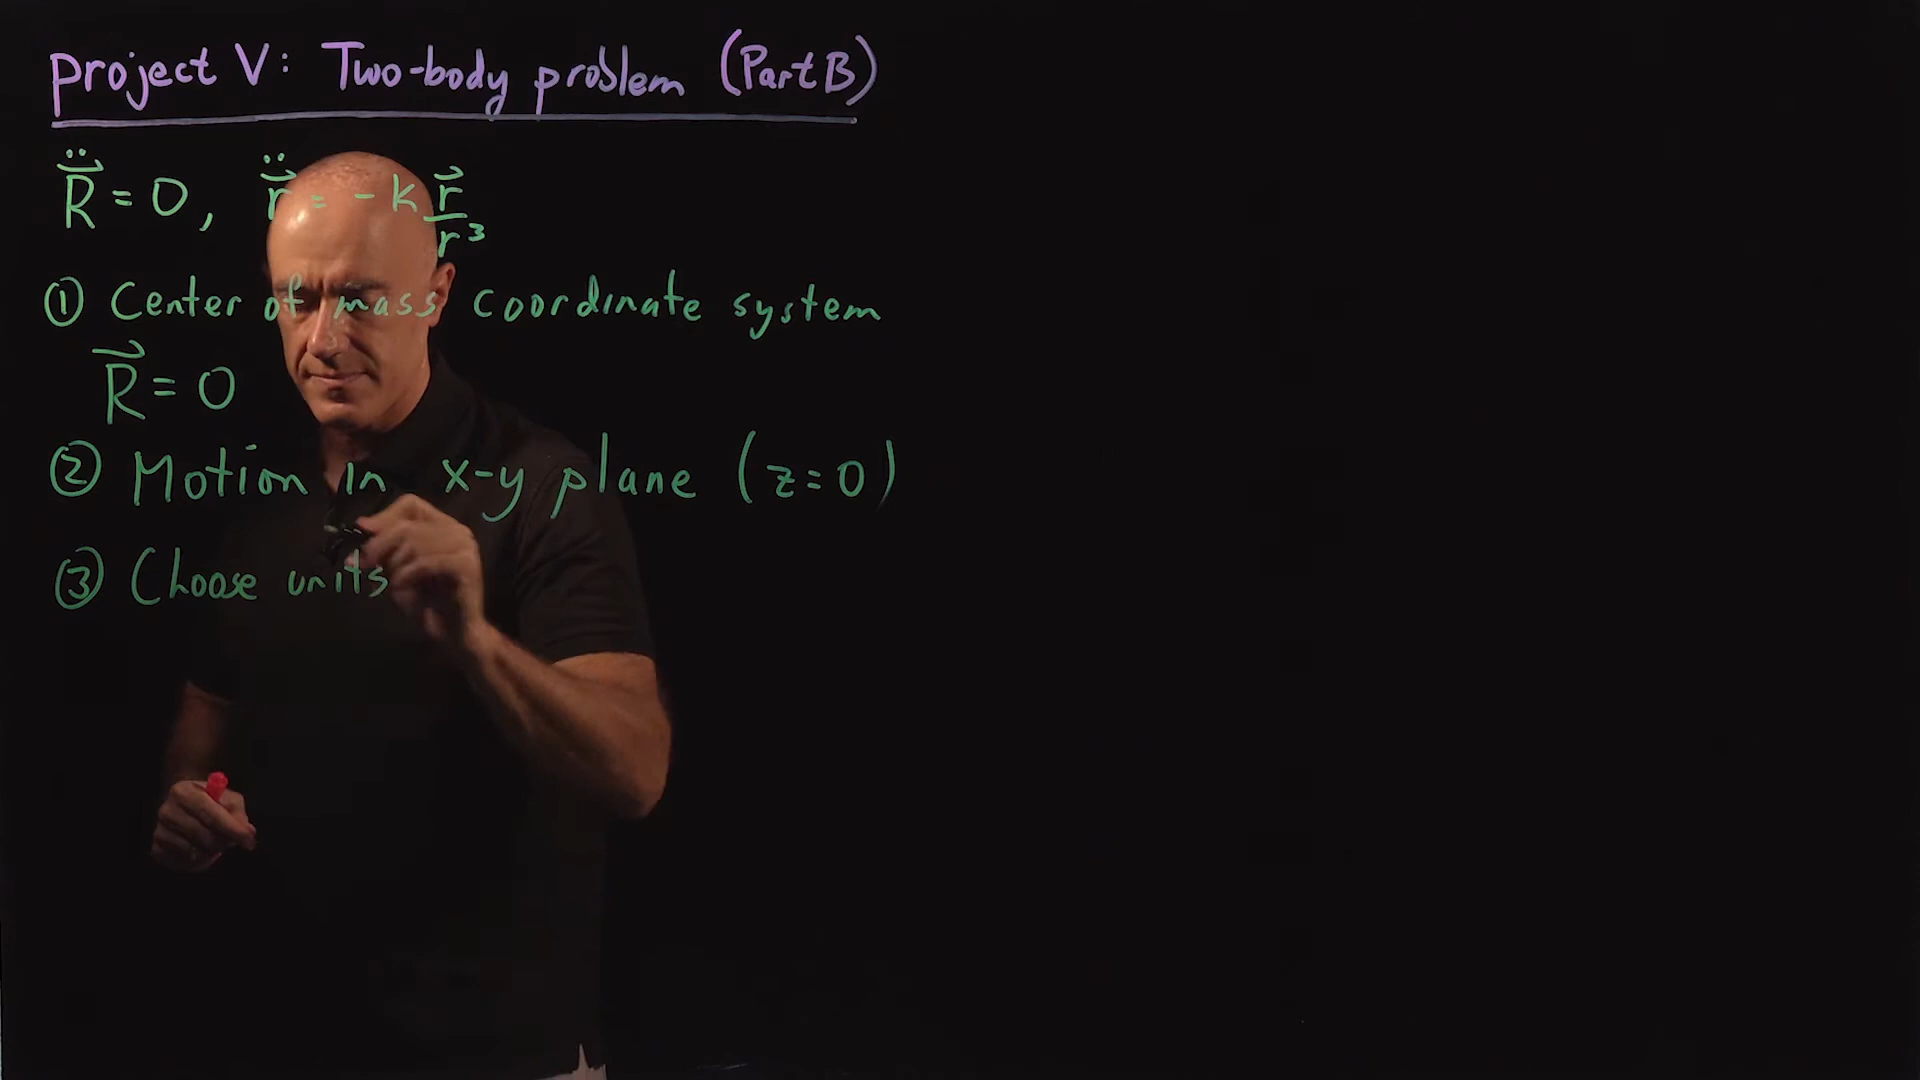 Project V: Two-body problem (Part B)
R̈⃗ = 0, r̈⃗ = -k r⃗/r³
① Center of mass coordinate system
R⃗ = 0
② Motion in x-y plane (z=0)
③ Choose units